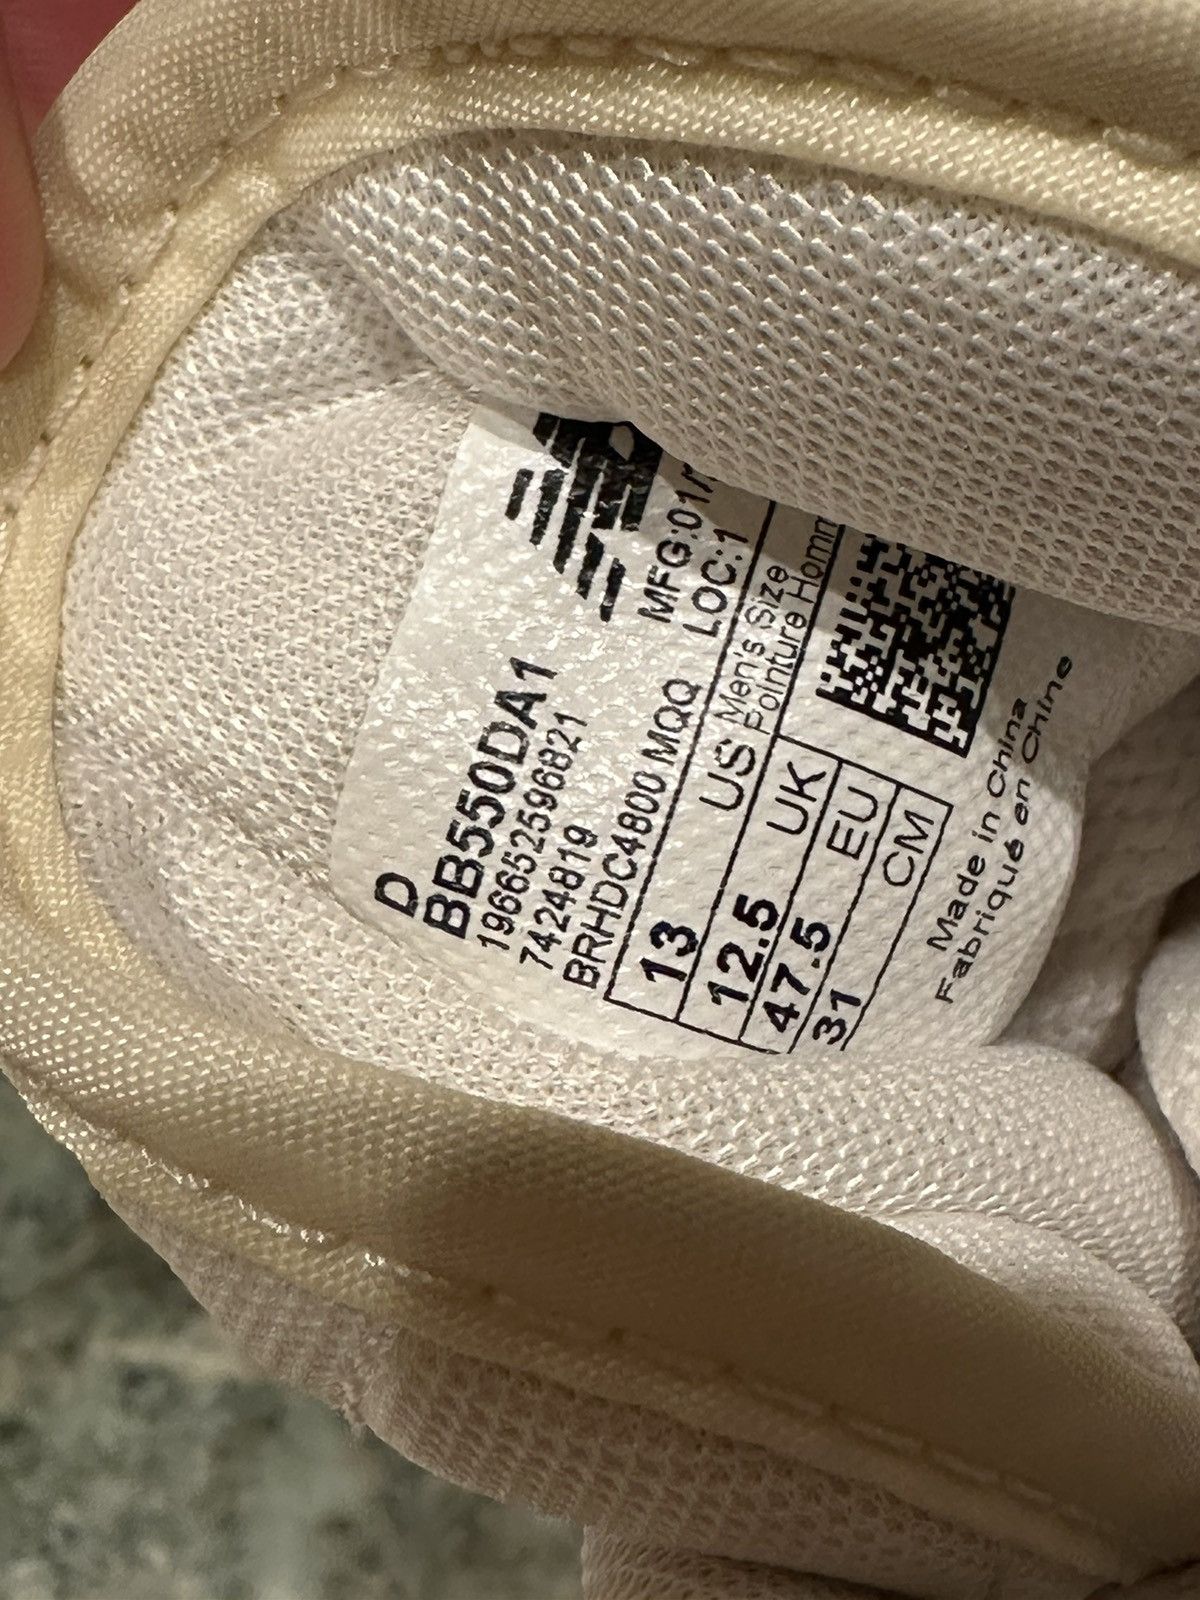 D
BB550DA1
196652596821
7424819
BRHDC4800 MQQ
MFG:01/
LOC:1
13 US Men's Size
Pointure
12.5 UK
47.5 EU
31 CM
Made in China
Fabriqué en Chine